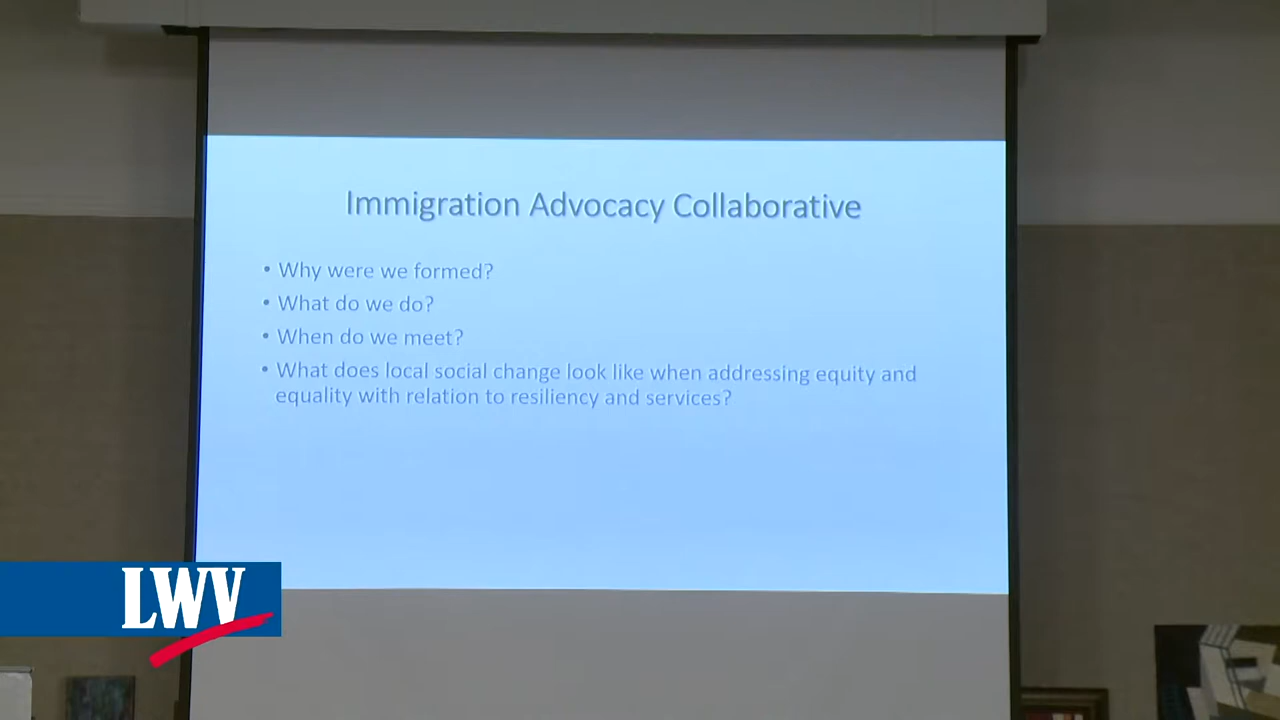 Immigration Advocacy Collaborative
• Why were we formed?
• What do we do?
• When do we meet?
• What does local social change look like when addressing equity and
equality with relation to resiliency and services?
LWV